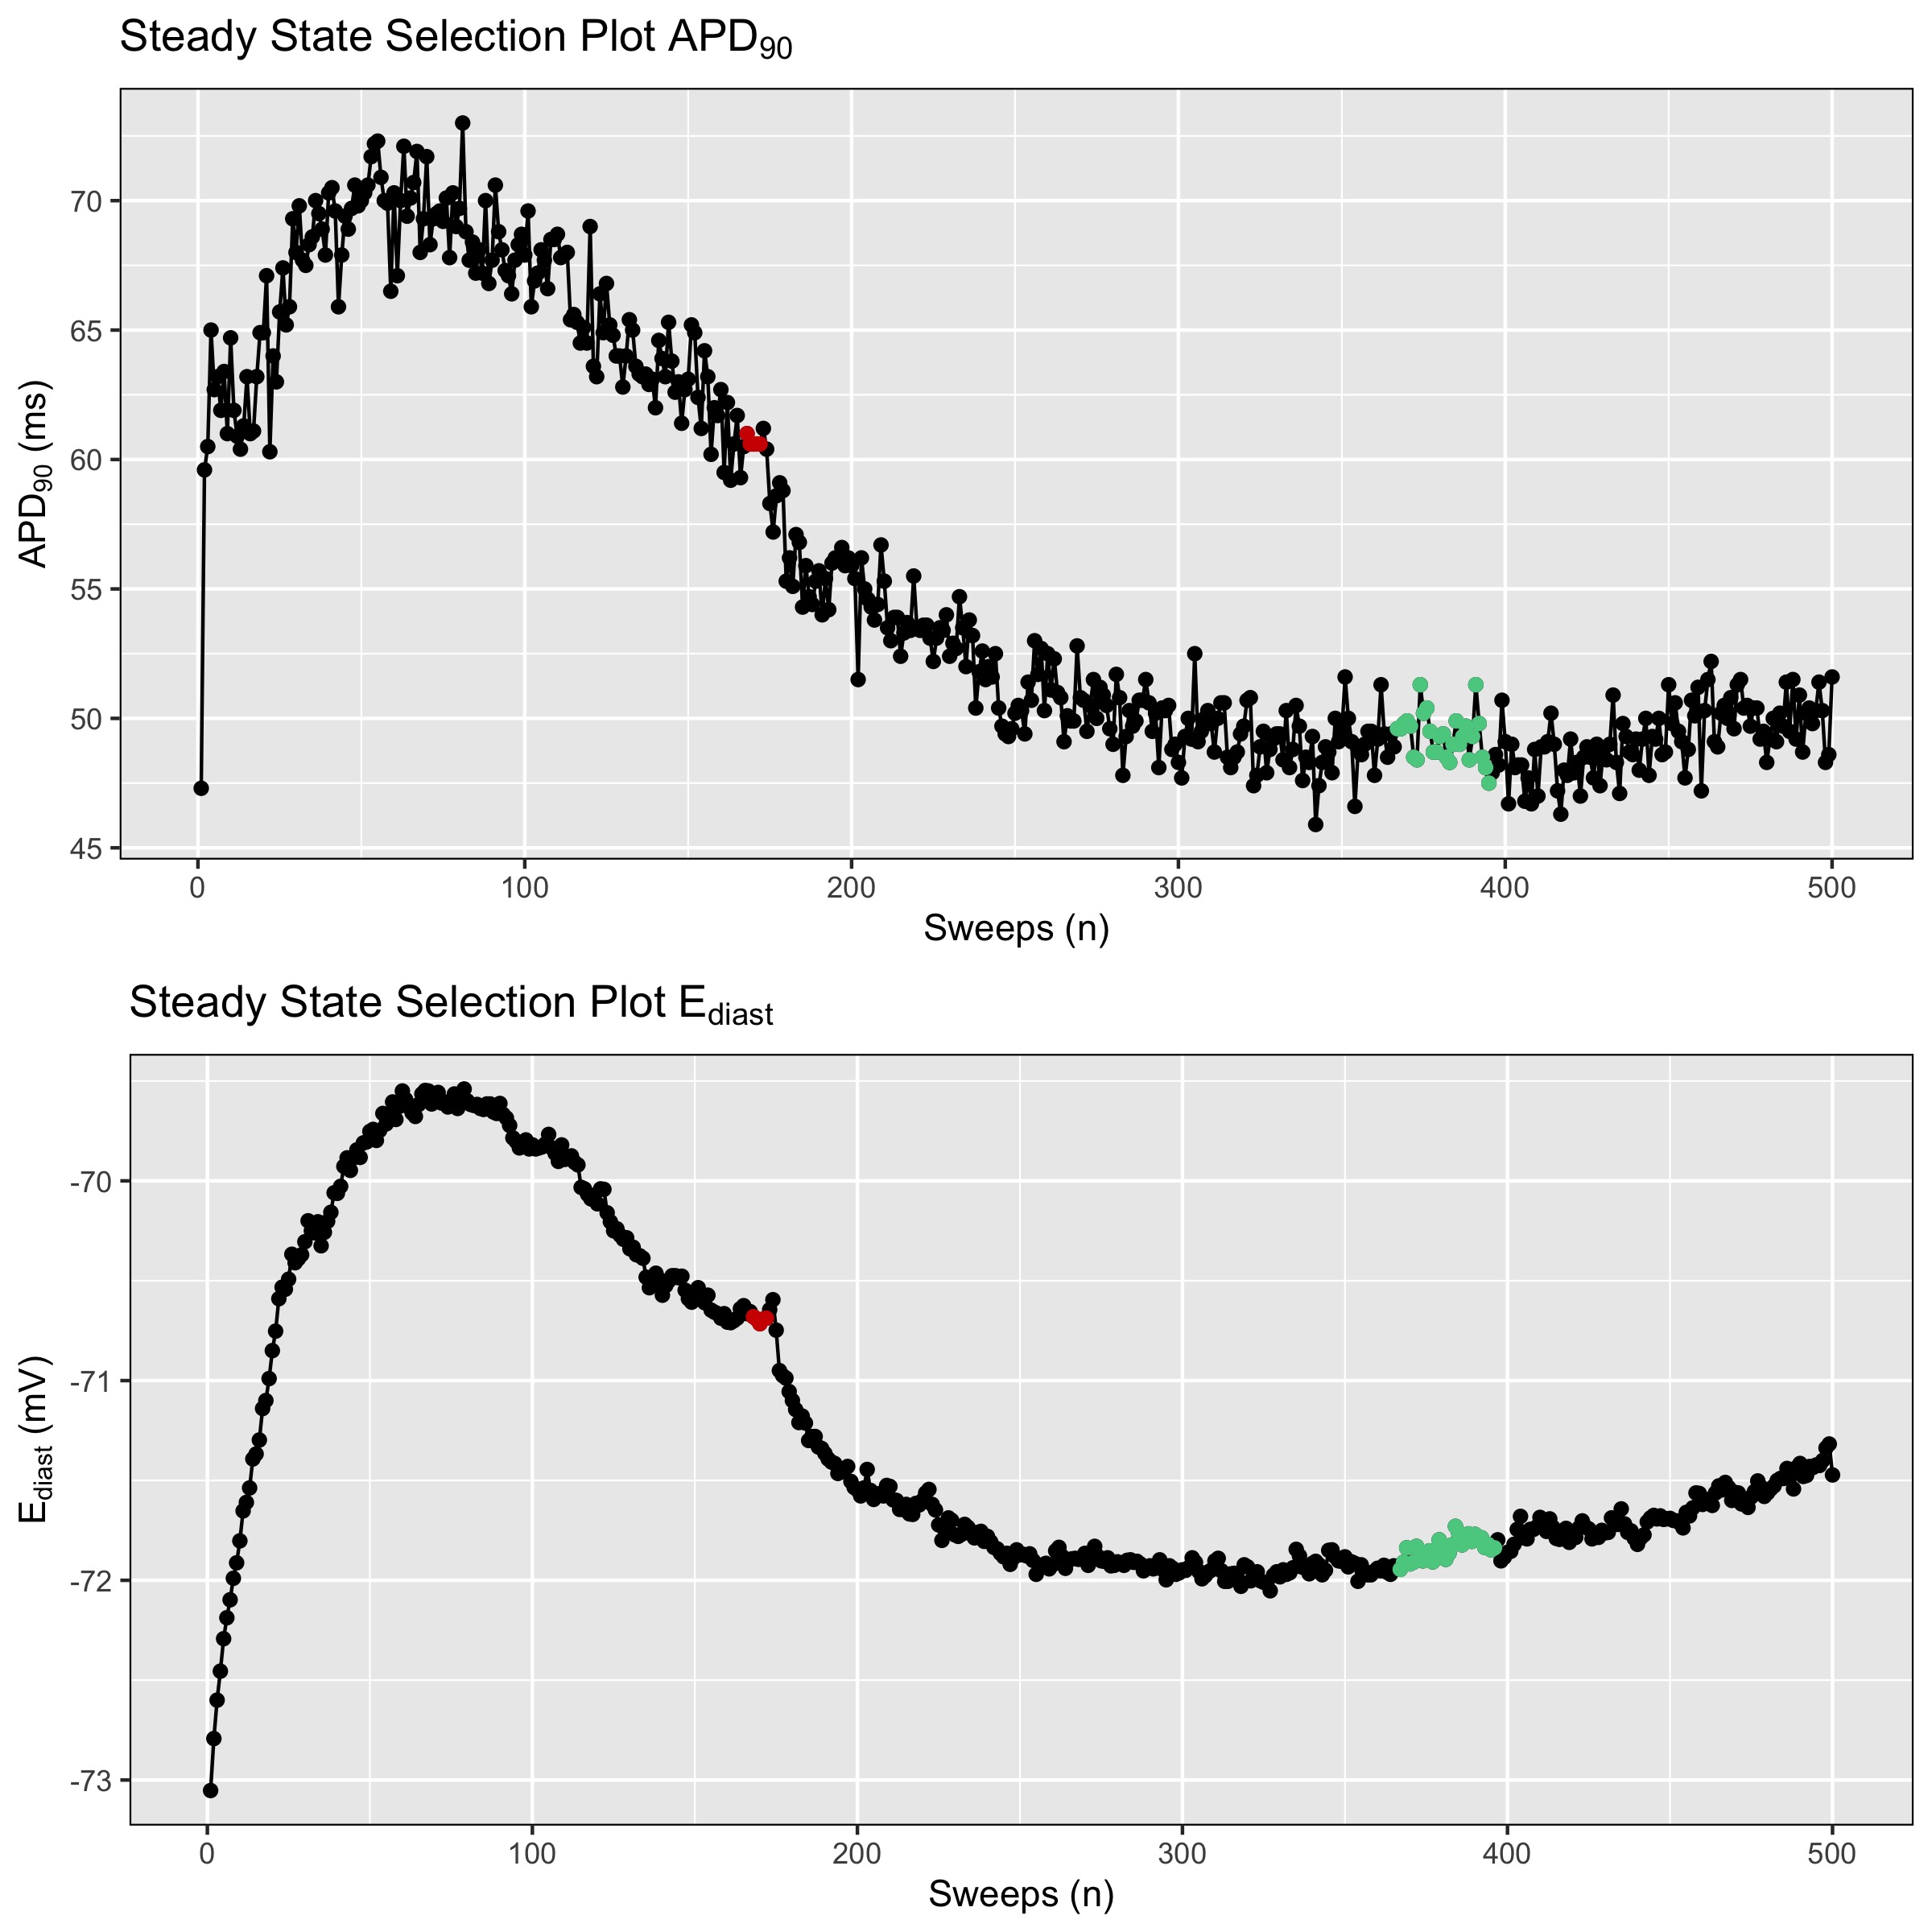 Steady State Selection Plot APD90
APD90 (ms)
70
65
60
55
50
45
0 100 200 300 400 500
Sweeps (n)
Steady State Selection Plot Ediast
Ediast (mV)
-70
-71
-72
-73
0 100 200 300 400 500
Sweeps (n)